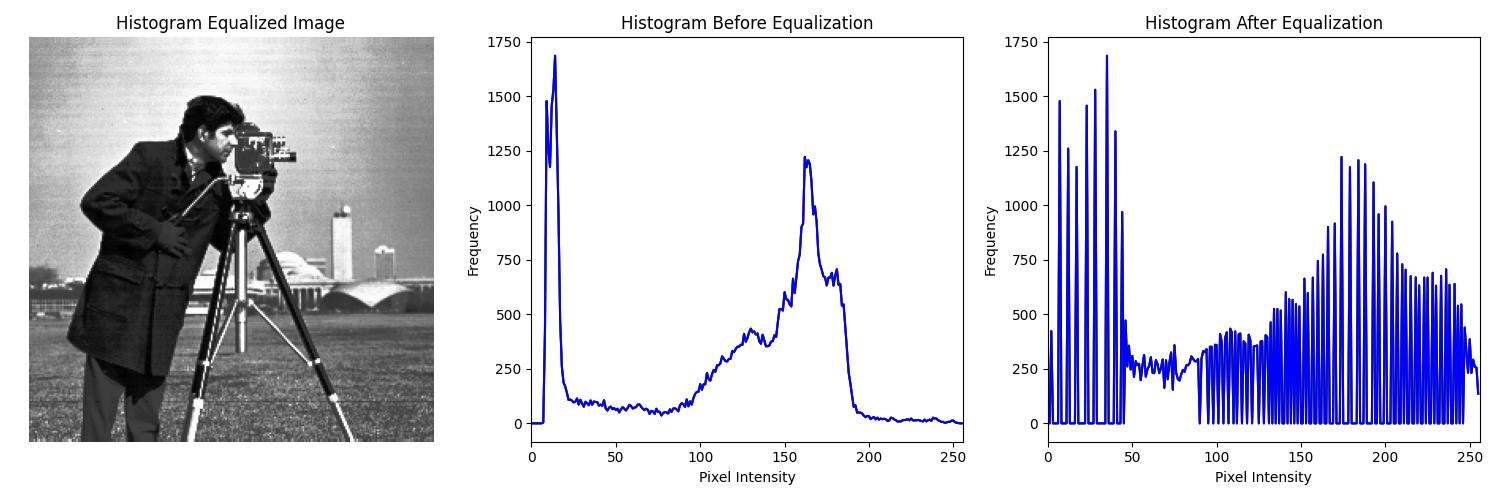 Histogram Equalized Image
Histogram Before Equalization
1750
1500
1250
1000
750
500
250
0
Frequency
0 50 100 150 200 250
Pixel Intensity
Histogram After Equalization
1750
1500
1250
1000
750
500
250
0
Frequency
0 50 100 150 200 250
Pixel Intensity